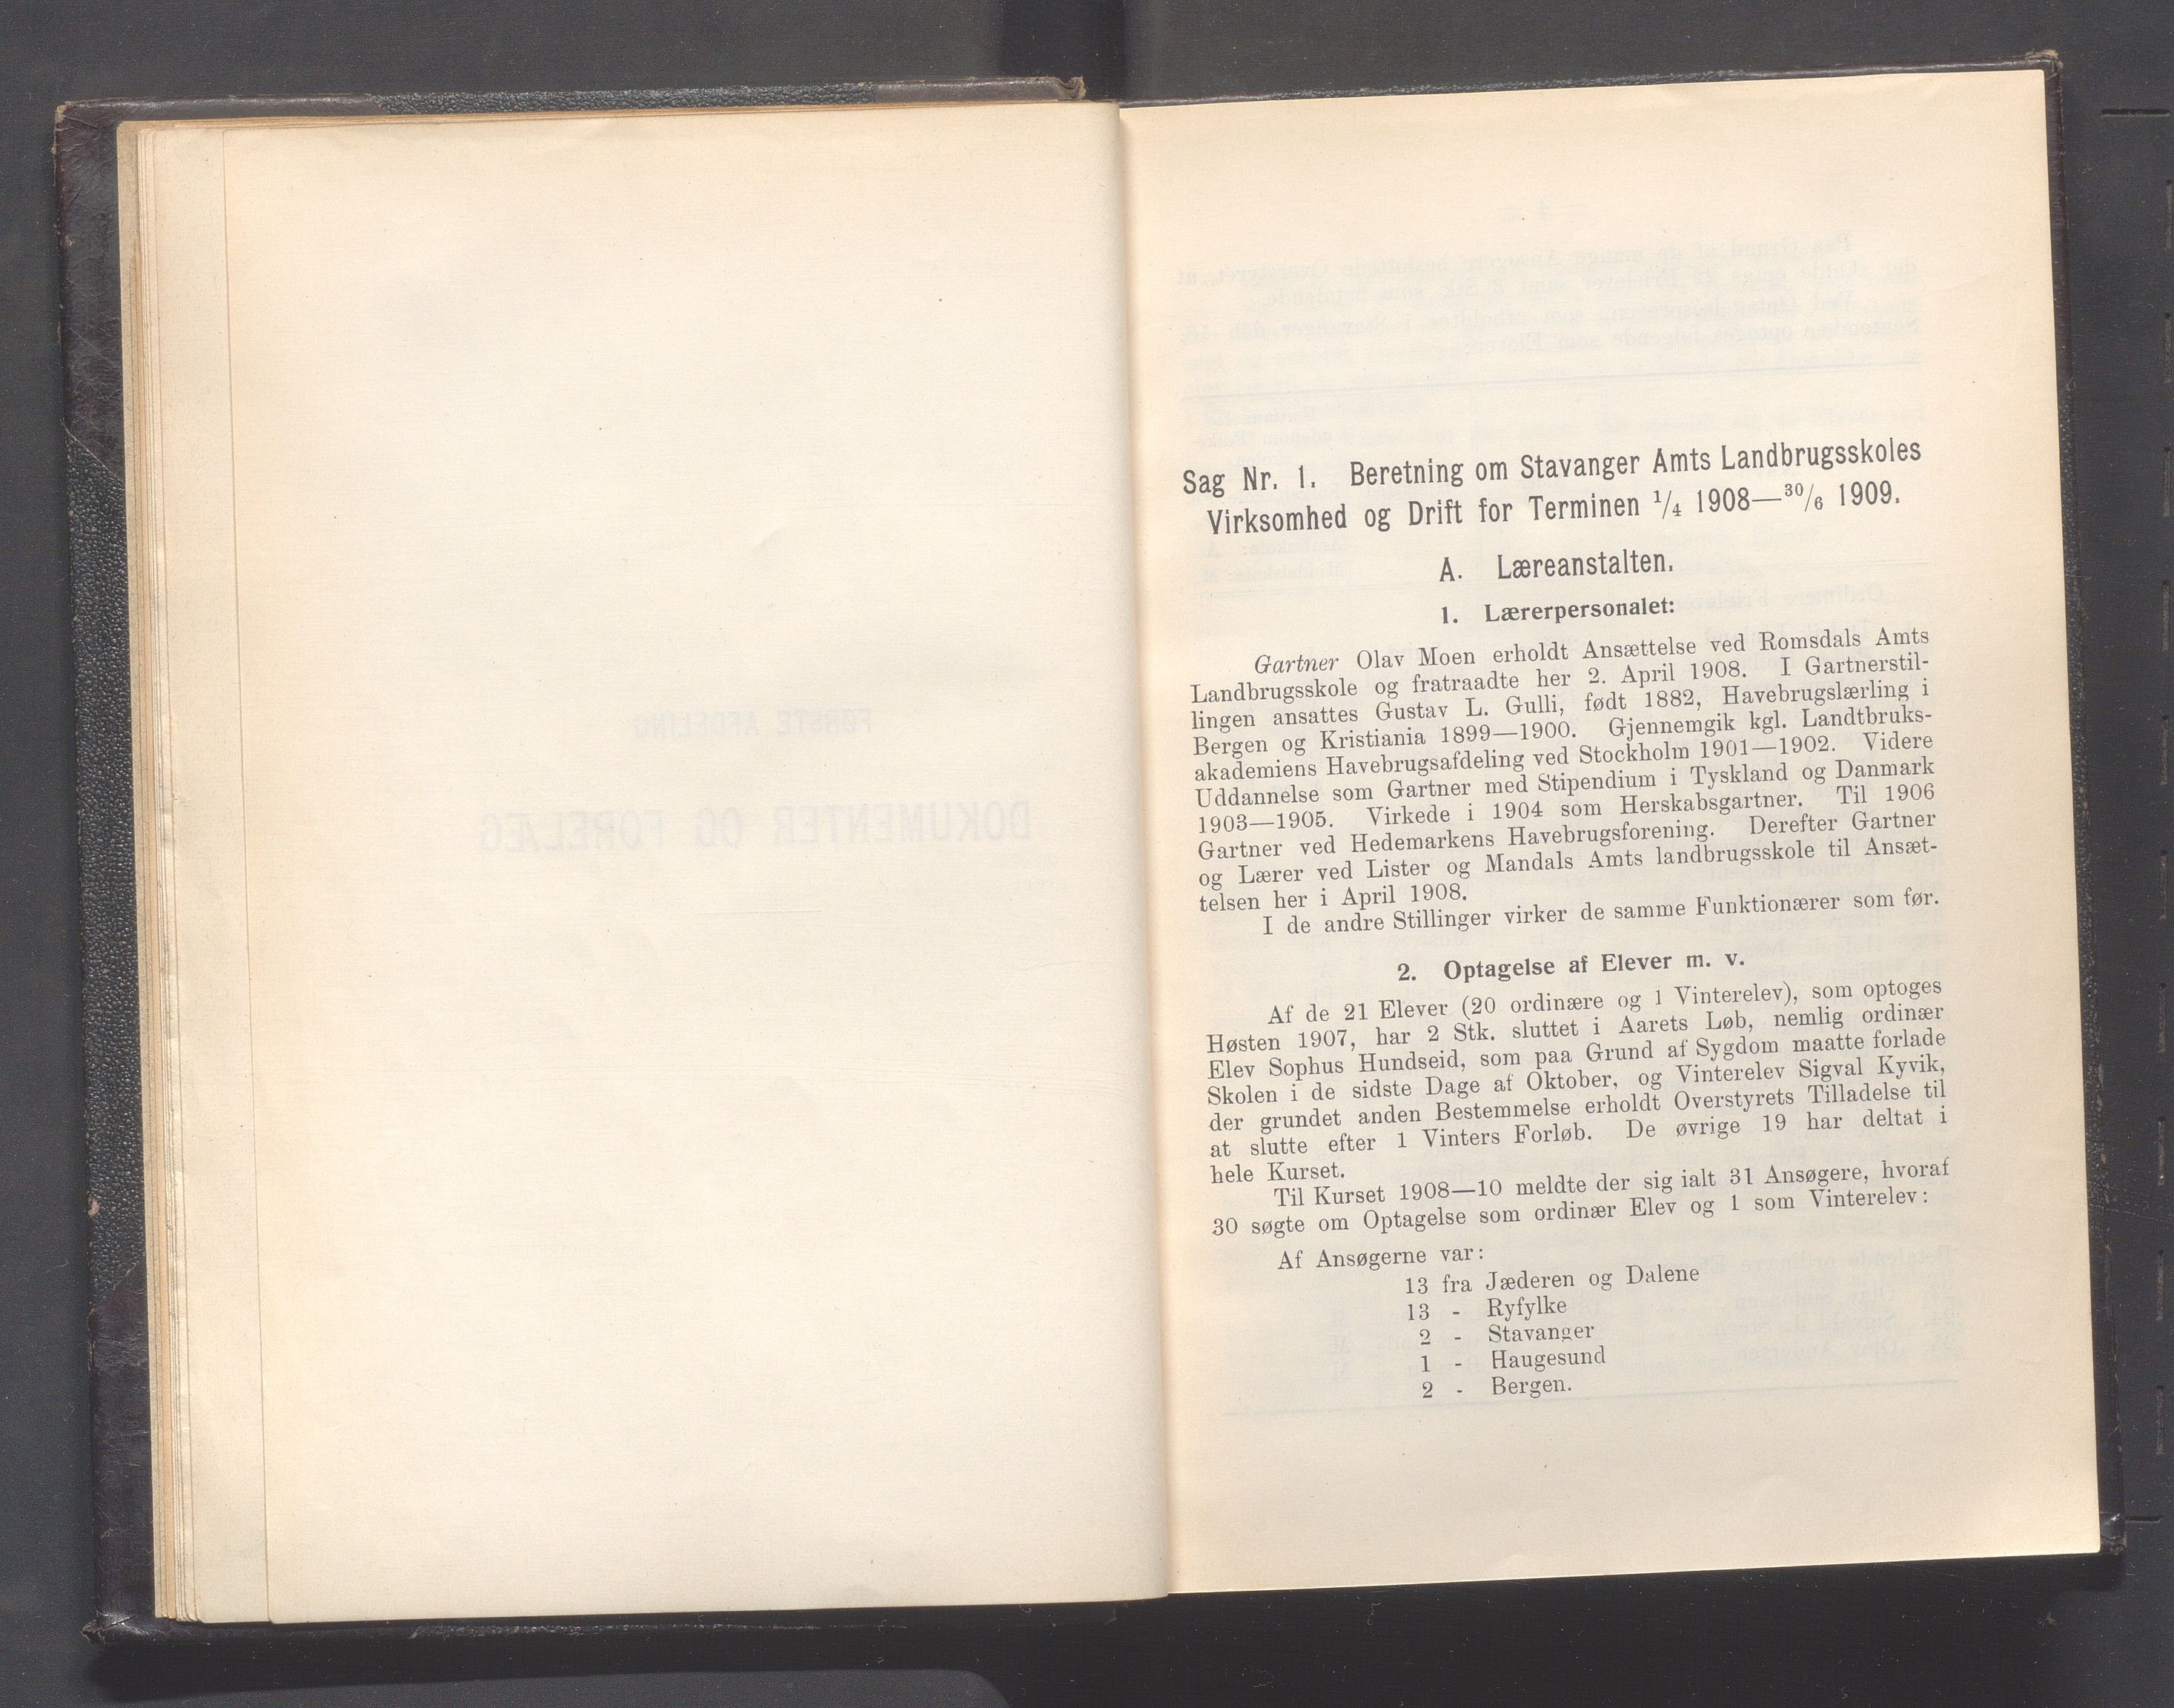 Sag Nr. 1. Beretning om Stavanger Amts Landbrugsskoles
Virksomhed og Drift for Terminen 1/4 1908—30/6 1909.
A. Læreanstalten.
1. Lærerpersonalet:
Gartner Olav Moen erholdt Ansættelse ved Romsdals Amts
Landbrugsskole og fratraadte her 2. April 1908. I Gartnerstil-
lingen ansattes Gustav L. Gulli, født 1882, Havebrugslærling i
Bergen og Kristiania 1899—1900. Gjennemgik kgl. Landtbruks-
akademiens Havebrugsafdeling ved Stockholm 1901—1902. Videre
Uddannelse som Gartner med Stipendium i Tyskland og Danmark
1903—1905. Virkede i 1904 som Herskabsgartner. Til 1906
Gartner ved Hedemarkens Havebrugsforening. Derefter Gartner
og Lærer ved Lister og Mandals Amts landbrugsskole til Ansæt-
telsen her i April 1908.
I de andre Stillinger virker de samme Funktionærer som før.
2. Optagelse af Elever m. v.
Af de 21 Elever (20 ordinære og 1 Vinterelev), som optoges
Høsten 1907, har 2 Stk. sluttet i Aarets Løb, nemlig ordinær
Elev Sophus Hundseid, som paa Grund af Sygdom maatte forlade
Skolen i de sidste Dage af Oktober, og Vinterelev Sigval Kyvik,
der grundet anden Bestemmelse erholdt Overstyrets Tilladelse til
at slutte efter 1 Vinters Forløb. De øvrige 19 har deltat i
hele Kurset.
Til Kurset 1908—10 meldte der sig ialt 31 Ansøgere, hvoraf
30 søgte om Optagelse som ordinær Elev og 1 som Vinterelev:
Af Ansøgerne var:
13 fra Jæderen og Dalene
13 - Ryfylke
2 - Stavanger
1 - Haugesund
2 - Bergen.